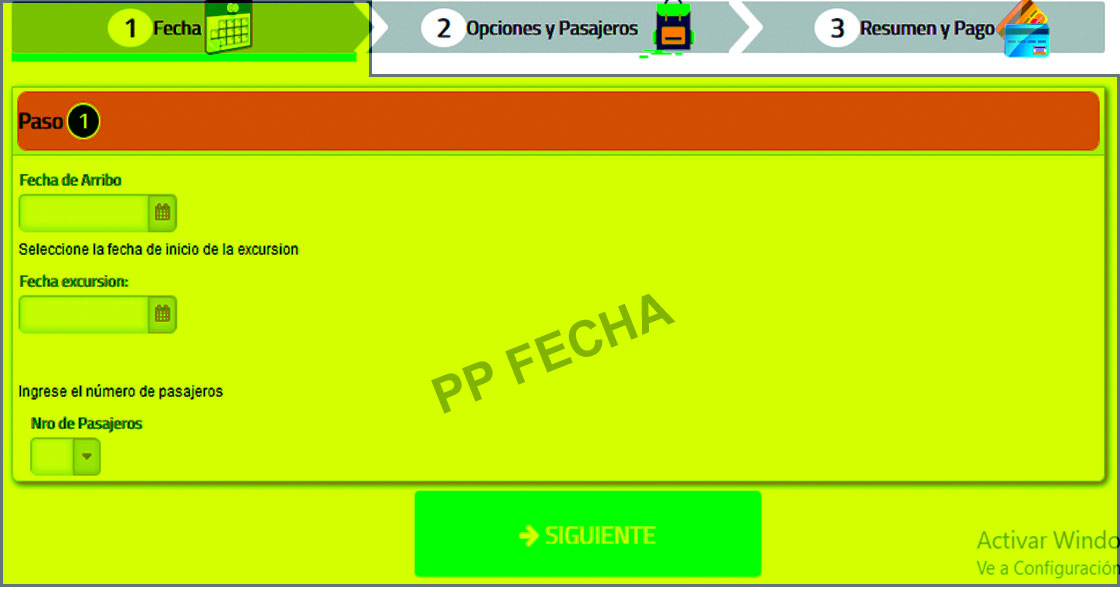 1 Fecha
2 Opciones y Pasajeros
3 Resumen y Pago
Paso 1
Fecha de Arribo
Seleccione la fecha de inicio de la excursion
Fecha excursion:
PP FECHA
Ingrese el número de pasajeros
Nro de Pasajeros
SIGUIENTE
Activar Windo
Ve a Configuración